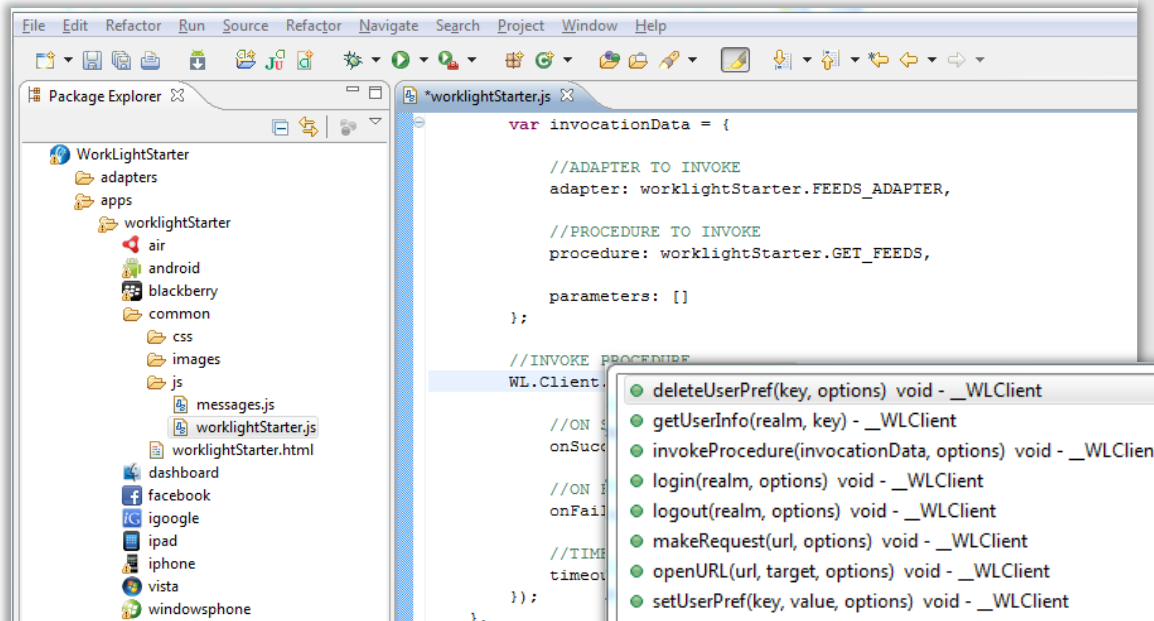 File Edit Refactor Run Source Refactor Navigate Search Project Window Help
Package Explorer
WorkLightStarter
adapters
apps
worklightStarter
air
android
blackberry
common
css
images
js
messages.js
worklightStarter.js
worklightStarter.html
dashboard
facebook
igoogle
ipad
iphone
vista
windowsphone
*worklightStarter.js
var invocationData = {
//ADAPTER TO INVOKE
adapter: worklightStarter.FEEDS_ADAPTER,
//PROCEDURE TO INVOKE
procedure: worklightStarter.GET_FEEDS,
parameters: []
};
//INVOKE PROCEDURE
WL.Client.
//ON
onSucc
//ON
onFail
//TIME
timeou
});
},
deleteUserPref(key, options) void - __WLClient
getUserInfo(realm, key) - __WLClient
invokeProcedure(invocationData, options) void - __WLClien
login(realm, options) void - __WLClient
logout(realm, options) void - __WLClient
makeRequest(url, options) void - __WLClient
openURL(url, target, options) void - __WLClient
setUserPref(key, value, options) void - __WLClient